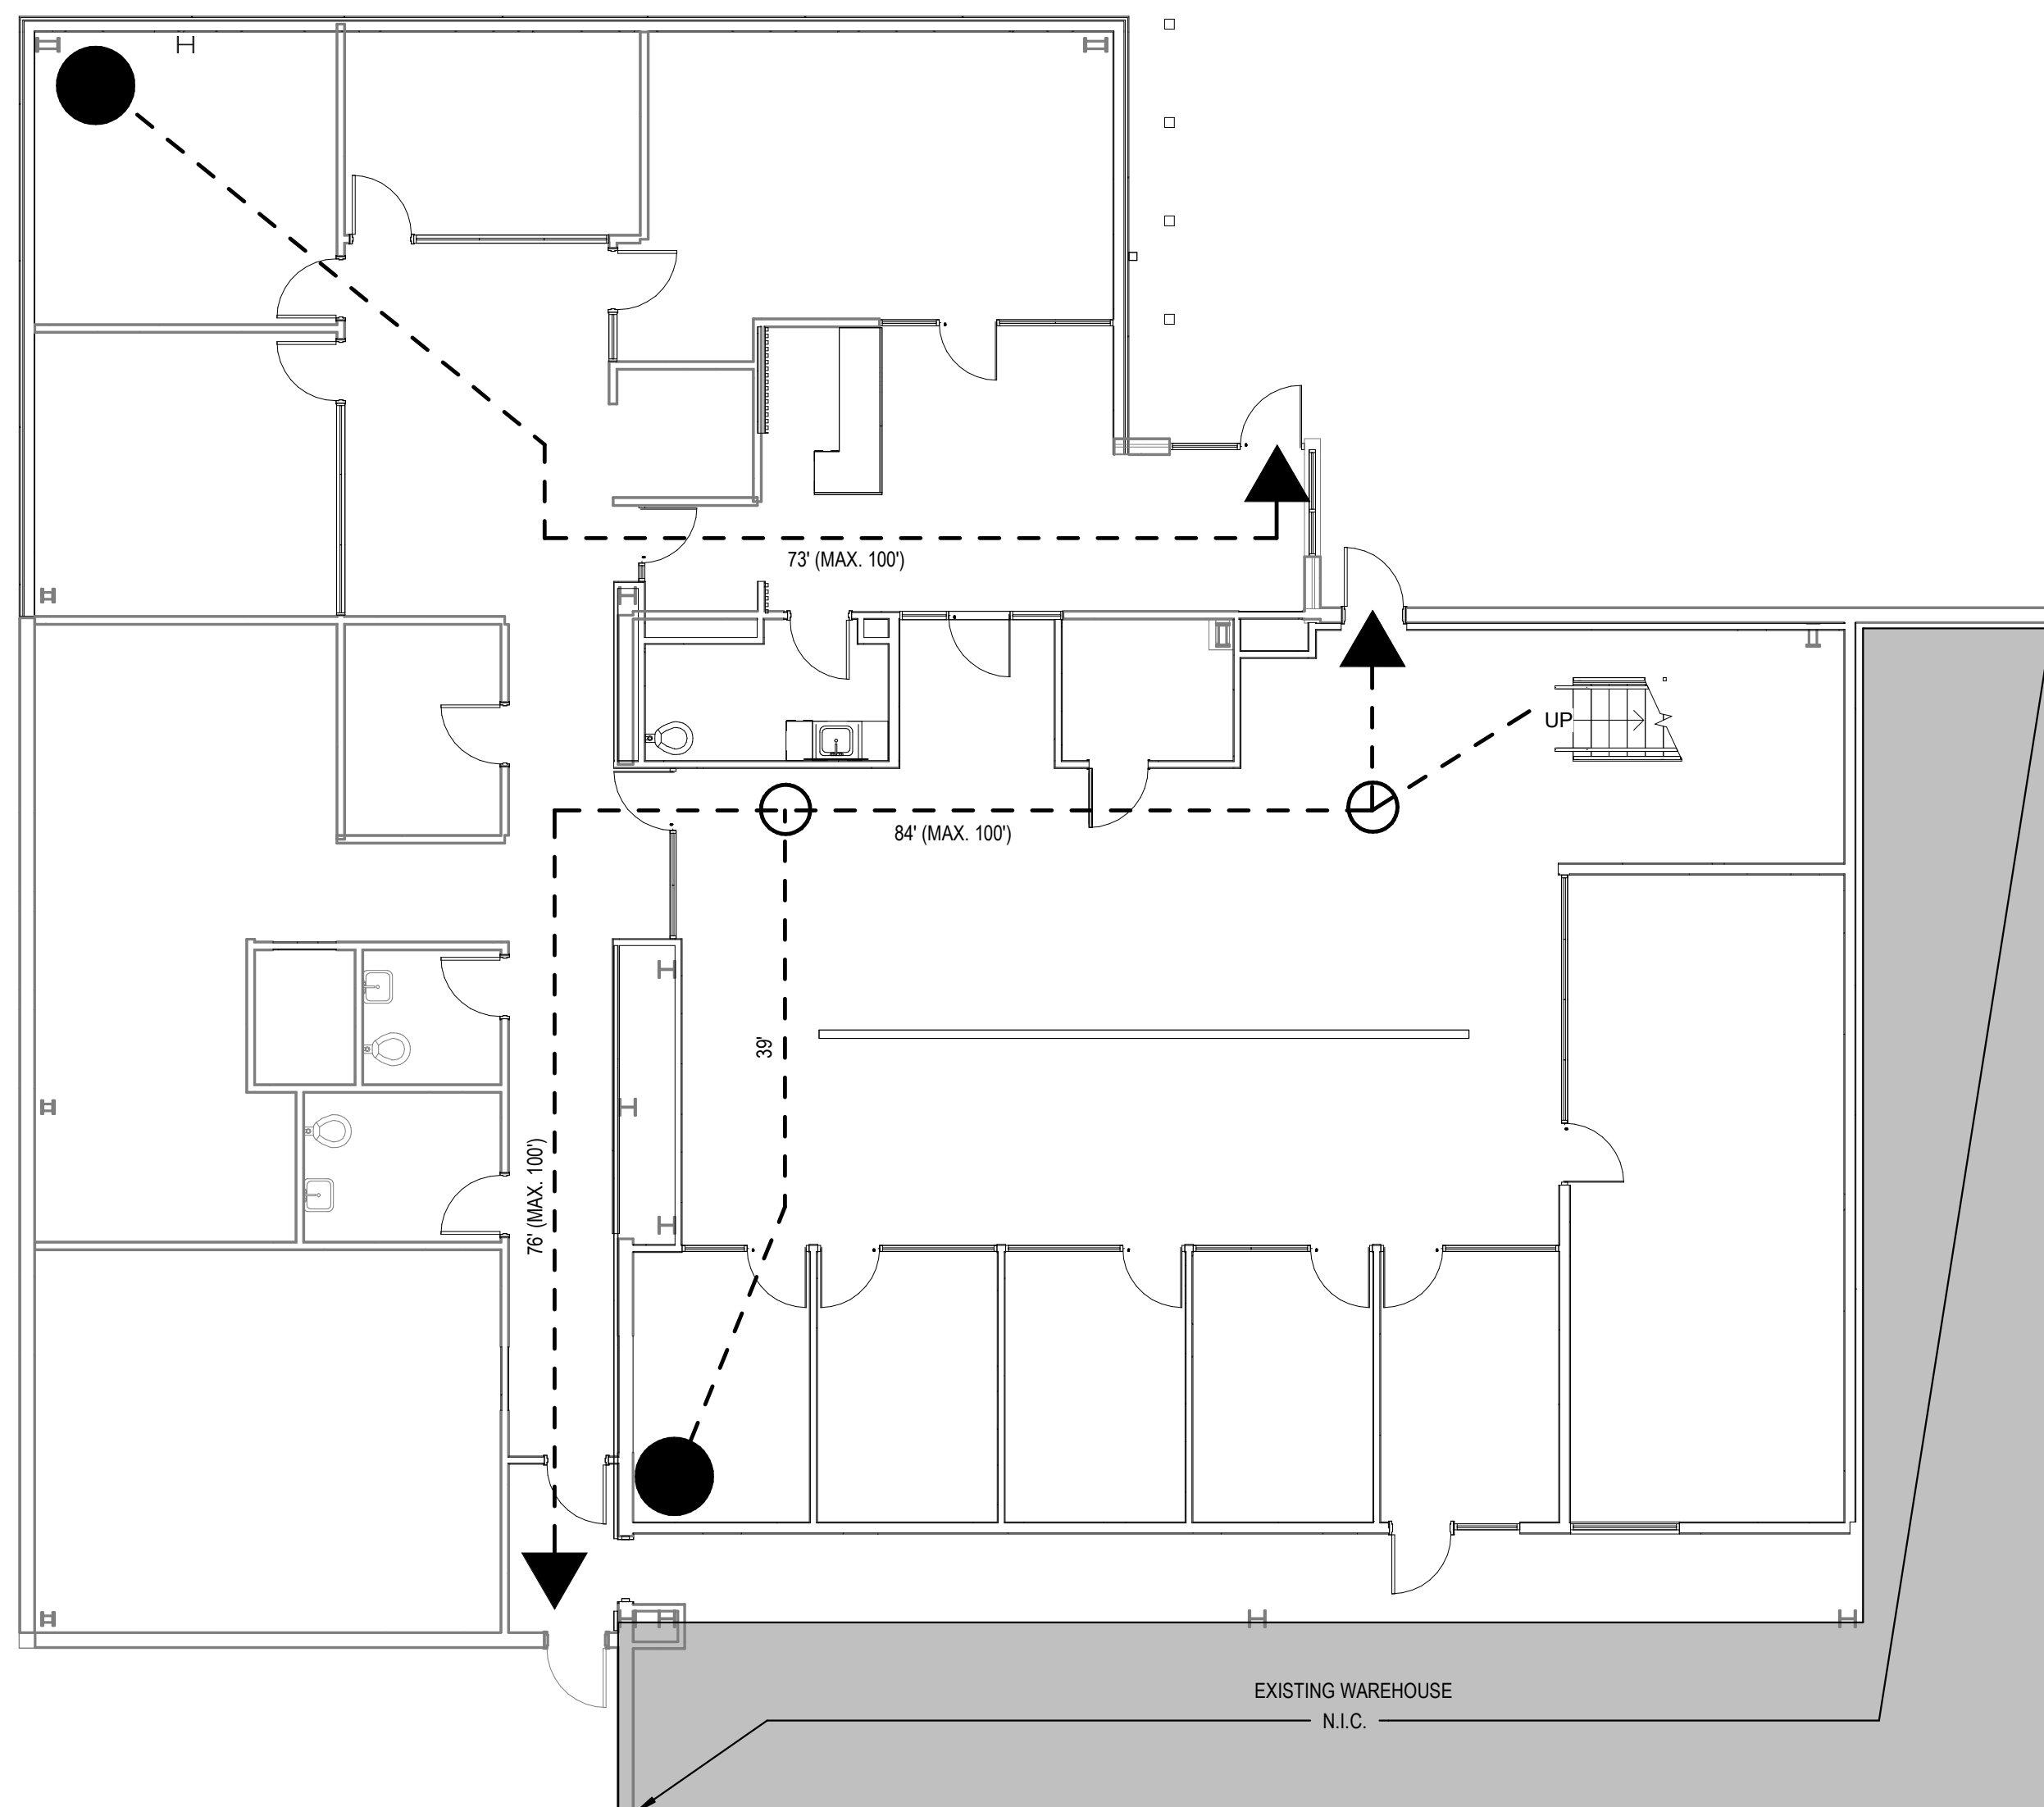 73' (MAX. 100')
UP
84' (MAX. 100')
39'
76' (MAX. 100')
EXISTING WAREHOUSE
N.I.C.